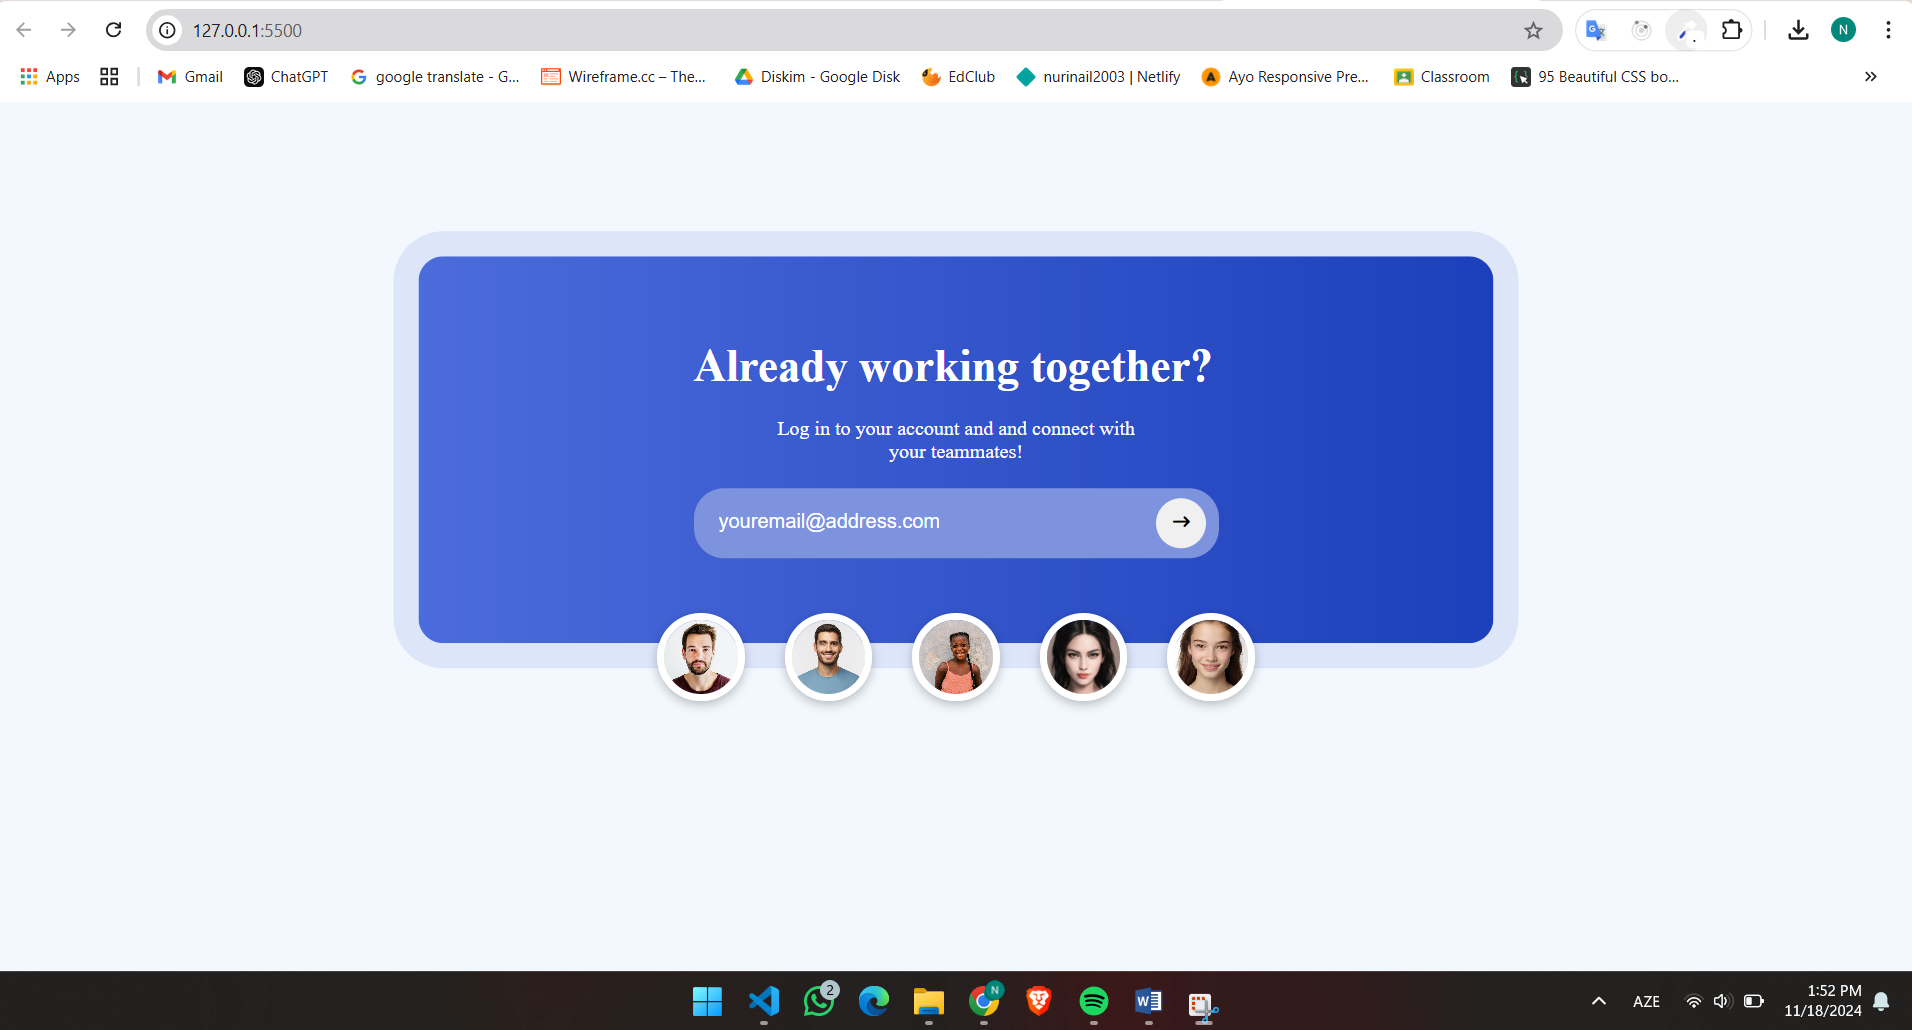 127.0.0.1:5500
N
Apps
Gmail
ChatGPT
google translate - G...
Wireframe.cc – The...
Diskim - Google Disk
EdClub
nurinail2003 | Netlify
Ayo Responsive Pre...
Classroom
95 Beautiful CSS bo...
Already working together?
Log in to your account and and connect with
your teammates!
youremail@address.com
2
N
AZE
1:52 PM
11/18/2024